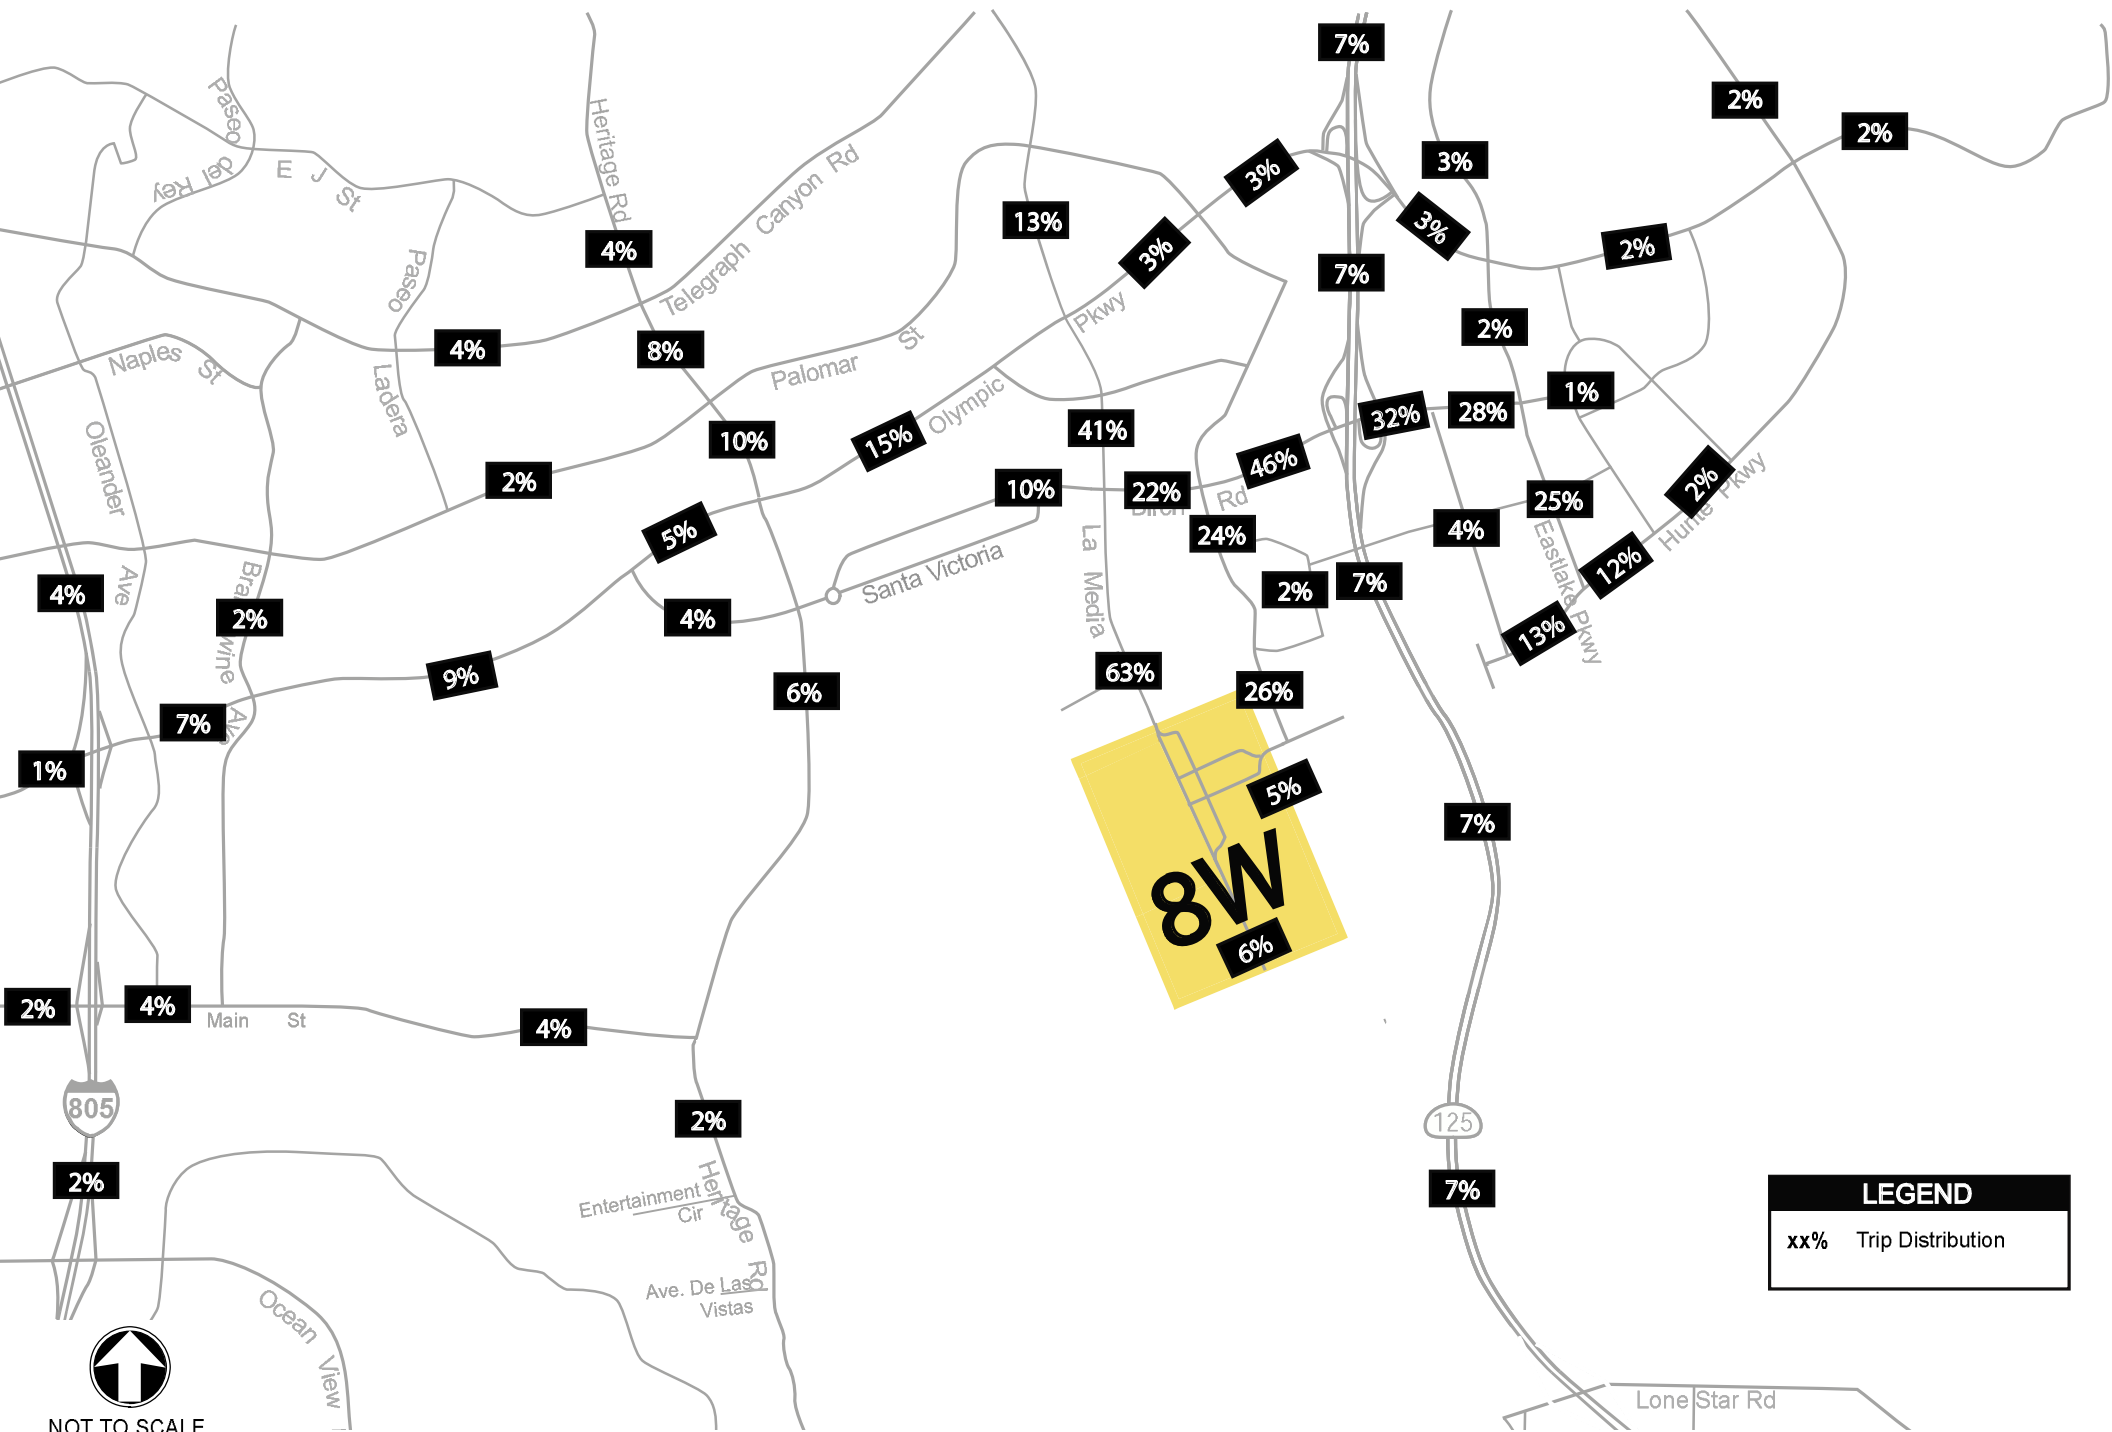 7%
2%
2%
Paseo
del Rey
E J St
Heritage Rd
3%
3%
Telegraph Canyon Rd
13%
3%
3%
4%
2%
Paseo
Ladera
7%
Pkwy
2%
4%
8%
Naples St
Palomar St
Olympic
1%
32%
28%
15%
41%
10%
46%
Oleander
Ave
2%
10%
22%
Birch Rd
2%
Hunte Pkwy
25%
4%
5%
24%
La Media
Santa Victoria
Eastlake Pkwy
12%
4%
2%
4%
2%
7%
13%
9%
6%
63%
26%
7%
1%
5%
7%
8W
6%
2%
4%
Main St
4%
805
2%
125
2%
7%
Heritage Rd
Entertainment
Cir
Ave. De Las
Vistas
Ocean View
LEGEND
xx% Trip Distribution
Lone Star Rd
NOT TO SCALE